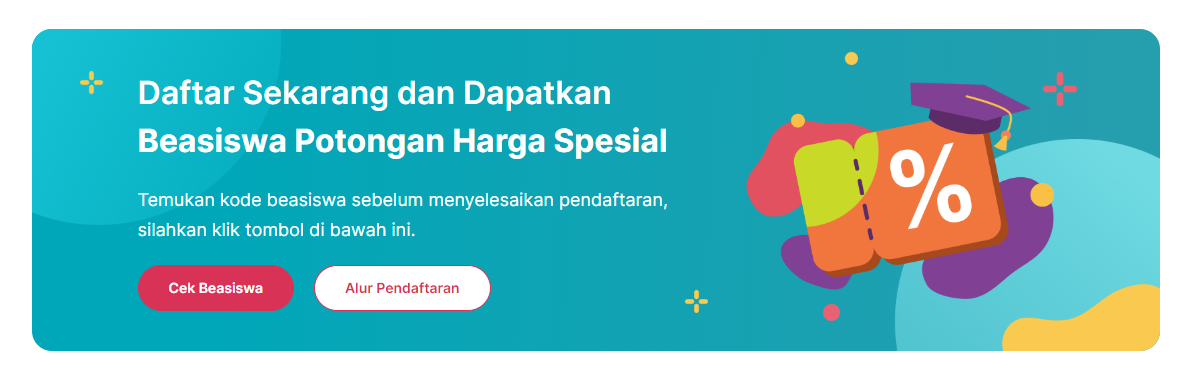 Daftar Sekarang dan Dapatkan
Beasiswa Potongan Harga Spesial
Temukan kode beasiswa sebelum menyelesaikan pendaftaran,
silahkan klik tombol di bawah ini.
Cek Beasiswa
Alur Pendaftaran
%